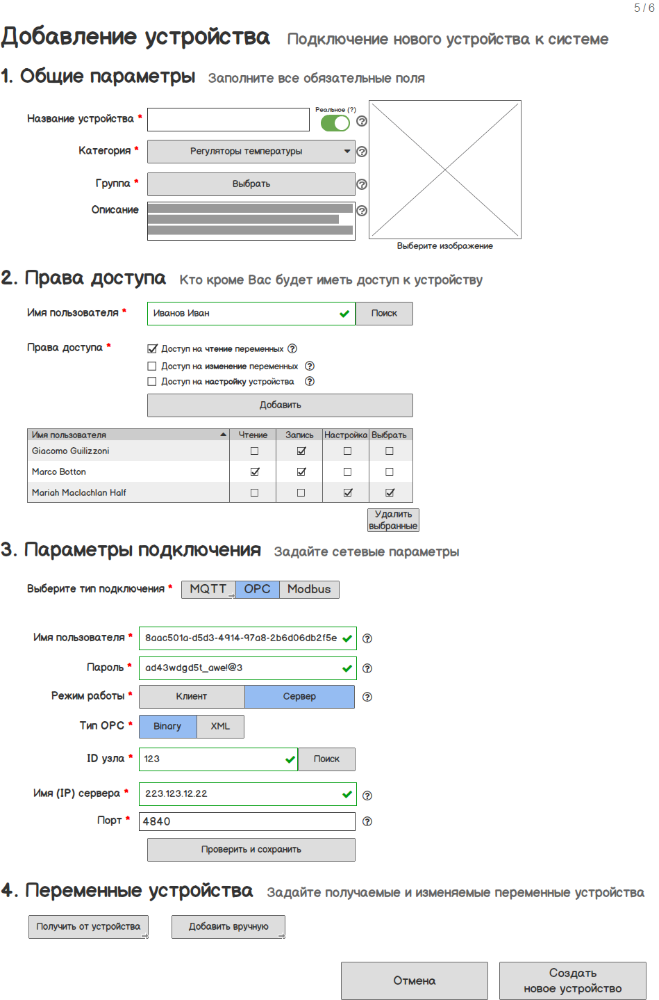 5 / 6
Добавление устройства Подключение нового устройства к системе
1. Общие параметры Заполните все обязательные поля
Название устройства * Реальное (?) ?
Категория * Регуляторы температуры ?
Группа * Выбрать ?
Описание ?
Выберите изображение
2. Права доступа Кто кроме Вас будет иметь доступ к устройству
Имя пользователя * Иванов Иван Поиск
Права доступа * Доступ на чтение переменных ?
Доступ на изменение переменных ?
Доступ на настройку устройства ?
Добавить
Имя пользователя Чтение Запись Настройка Выбрать
Giacomo Guilizzoni
Marco Botton
Mariah Maclachlan Half
Удалить
выбранные
3. Параметры подключения Задайте сетевые параметры
Выберите тип подключения * MQTT OPC Modbus
Имя пользователя * 8aac501a-d5d3-4914-97a8-2b6d06db2f5e ?
Пароль * ad43wdgd5t_awe!@3 ?
Режим работы * Клиент Сервер ?
Тип OPC * Binary XML
ID узла * 123 Поиск
Имя (IP) сервера * 223.123.12.22 ?
Порт * 4840 ?
Проверить и сохранить
4. Переменные устройства Задайте получаемые и изменяемые переменные устройства
Получить от устройства Добавить вручную
Отмена Создать
новое устройство